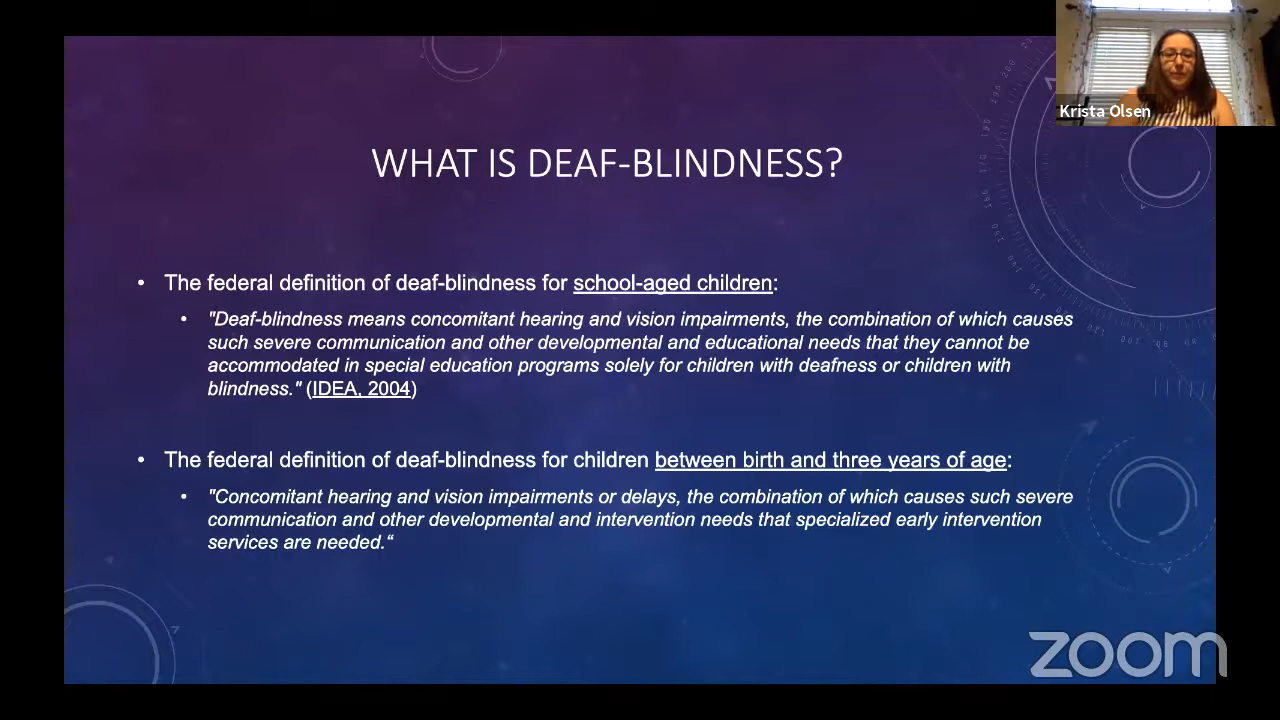 Krista Olsen
WHAT IS DEAF-BLINDNESS?
• The federal definition of deaf-blindness for school-aged children:
• "Deaf-blindness means concomitant hearing and vision impairments, the combination of which causes
such severe communication and other developmental and educational needs that they cannot be
accommodated in special education programs solely for children with deafness or children with
blindness." (IDEA, 2004)
• The federal definition of deaf-blindness for children between birth and three years of age:
• "Concomitant hearing and vision impairments or delays, the combination of which causes such severe
communication and other developmental and intervention needs that specialized early intervention
services are needed.“
zoom